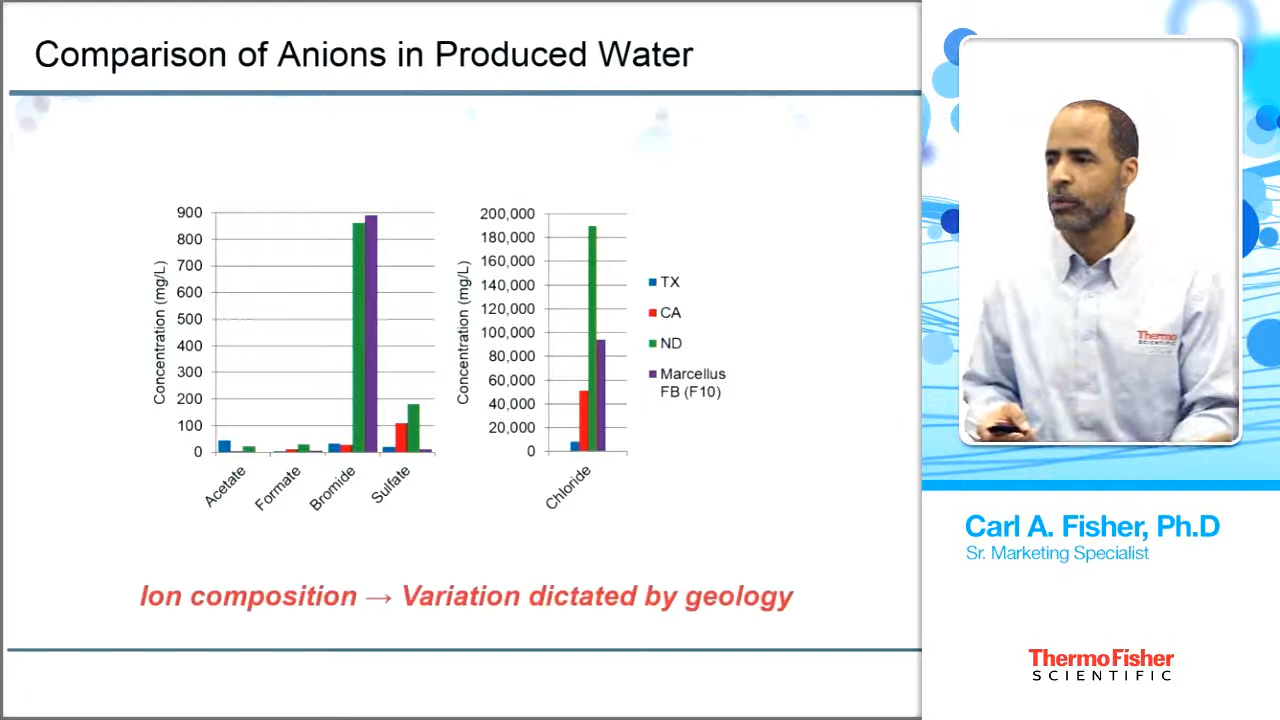 Comparison of Anions in Produced Water
900
800
700
600
500
400
300
200
100
0
Concentration (mg/L)
Acetate
Formate
Bromide
Sulfate
200,000
180,000
160,000
140,000
120,000
100,000
80,000
60,000
40,000
20,000
0
Concentration (mg/L)
Chloride
TX
CA
ND
Marcellus
FB (F10)
Ion composition → Variation dictated by geology
Thermo
SCIENTIFIC
Carl A. Fisher, Ph.D
Sr. Marketing Specialist
ThermoFisher
SCIENTIFIC